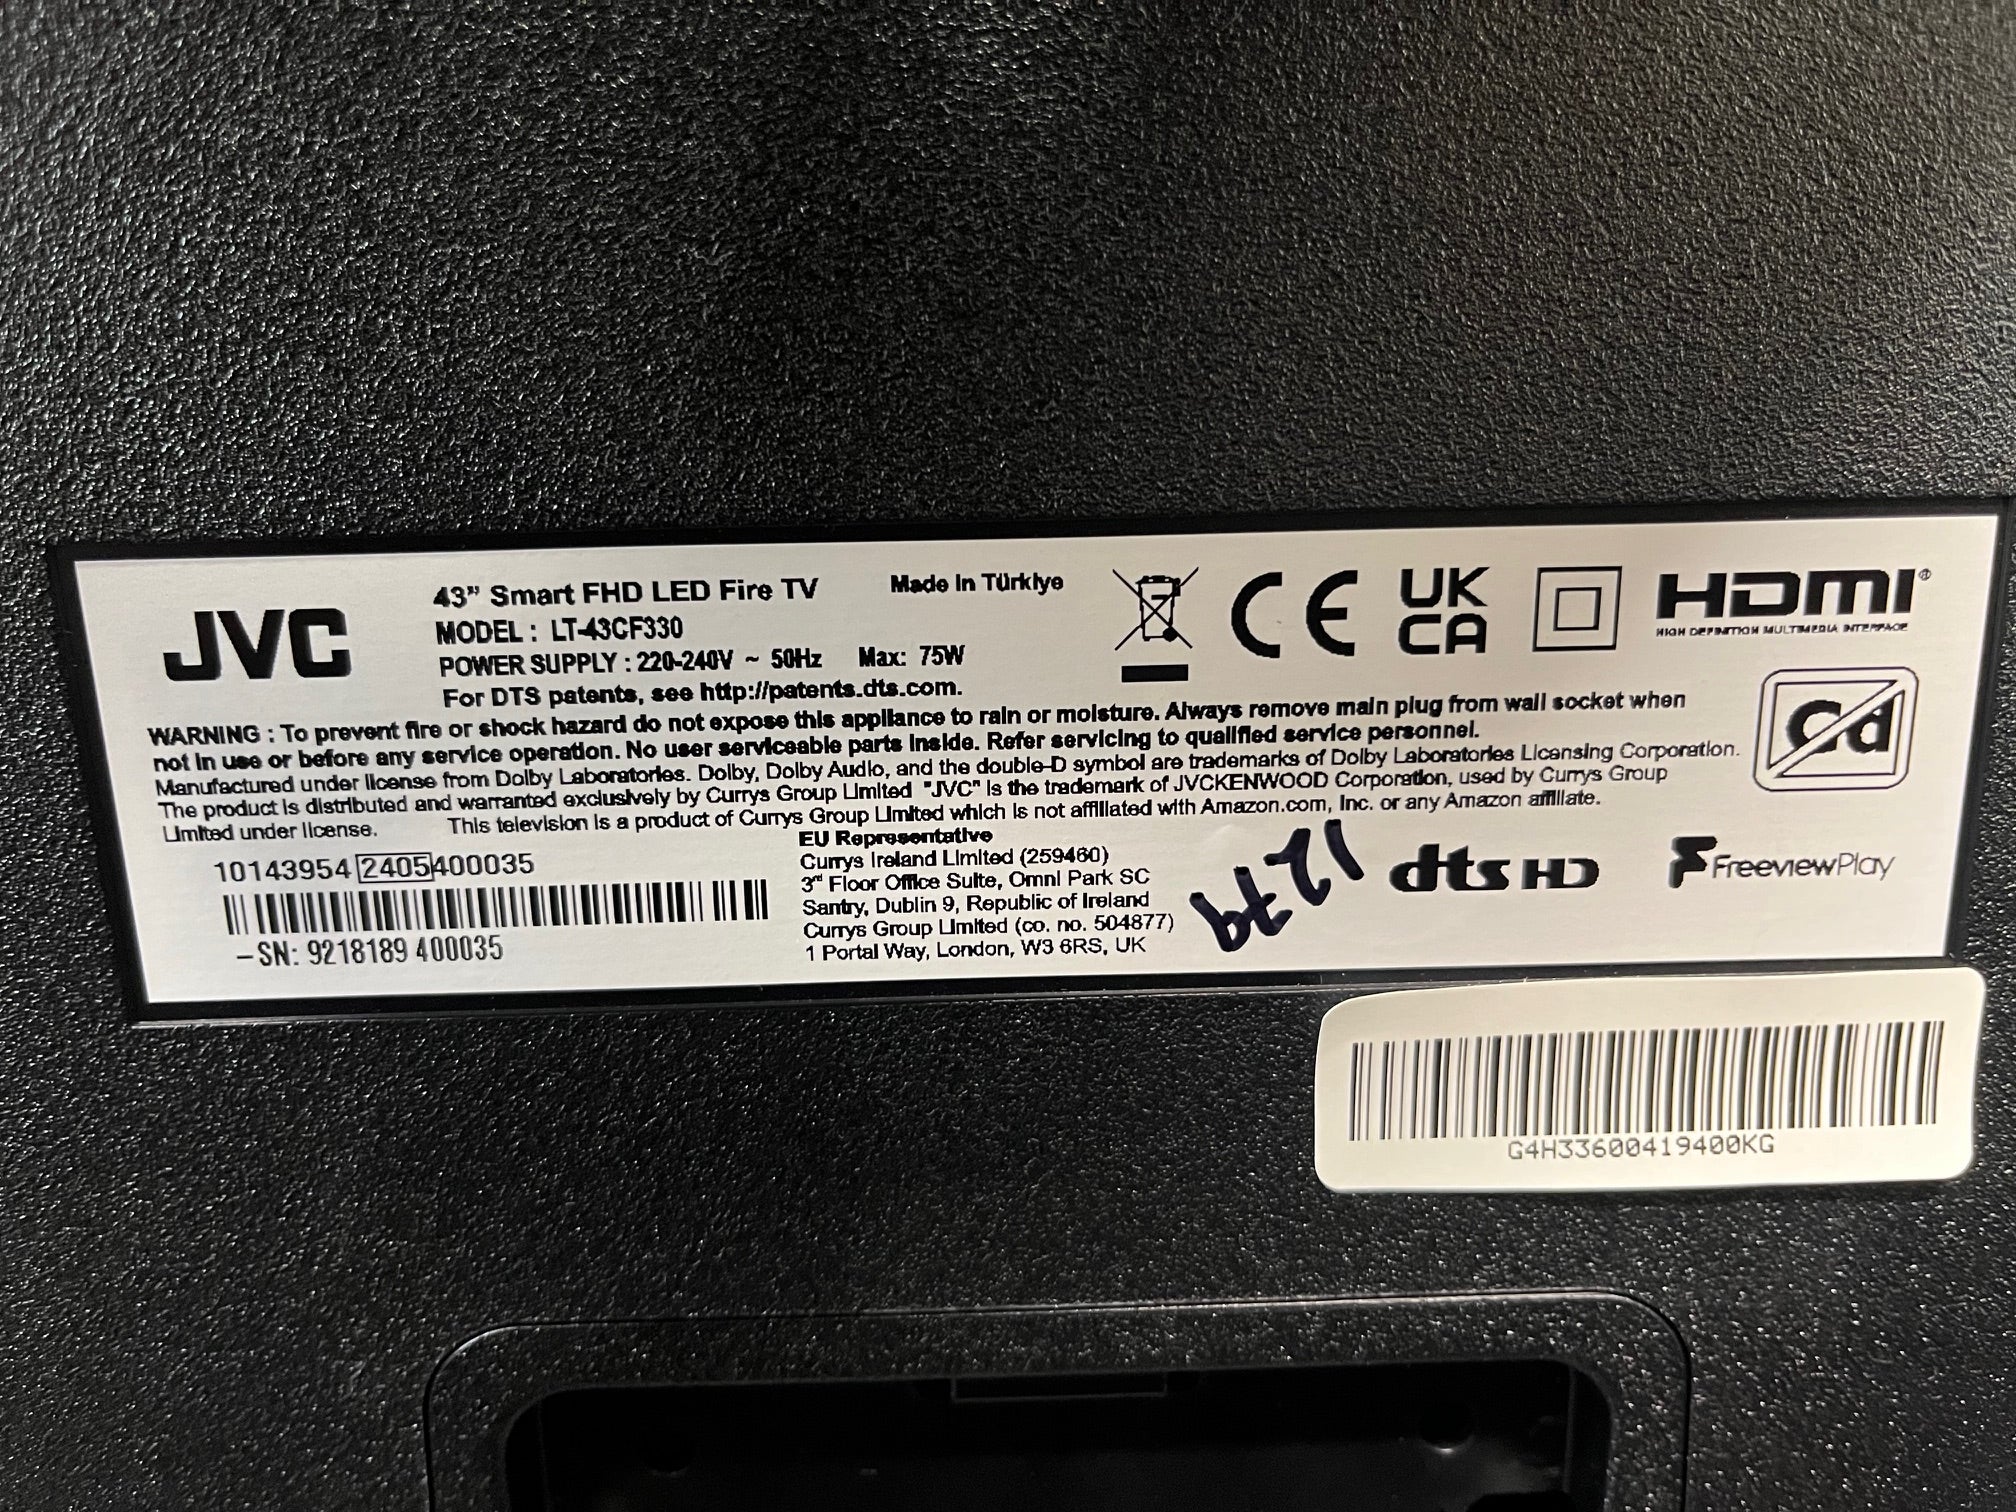 JVC
43” Smart FHD LED Fire TV
Made In Türkiye
MODEL : LT-43CF330
POWER SUPPLY : 220-240V ~ 50Hz Max: 75W
For DTS patents, see http://patents.dts.com.
CE
UK
CA
HDMI®
HIGH DEFINITION MULTIMEDIA INTERFACE
WARNING : To prevent fire or shock hazard do not expose this appliance to rain or moisture. Always remove main plug from wall socket when
not in use or before any service operation. No user serviceable parts inside. Refer servicing to qualified service personnel.
Manufactured under license from Dolby Laboratories. Dolby, Dolby Audio, and the double-D symbol are trademarks of Dolby Laboratories Licensing Corporation.
The product is distributed and warranted exclusively by Currys Group Limited "JVC" is the trademark of JVCKENWOOD Corporation, used by Currys Group
Limited under license. This television is a product of Currys Group Limited which is not affiliated with Amazon.com, Inc. or any Amazon affiliate.
10143954 2405400035
-SN: 9218189 400035
EU Representative
Currys Ireland Limited (259460)
3rd Floor Office Suite, Omni Park SC
Santry, Dublin 9, Republic of Ireland
Currys Group Limited (co. no. 504877)
1 Portal Way, London, W3 6RS, UK
dts HD
FreeviewPlay
G4H33600419400KG